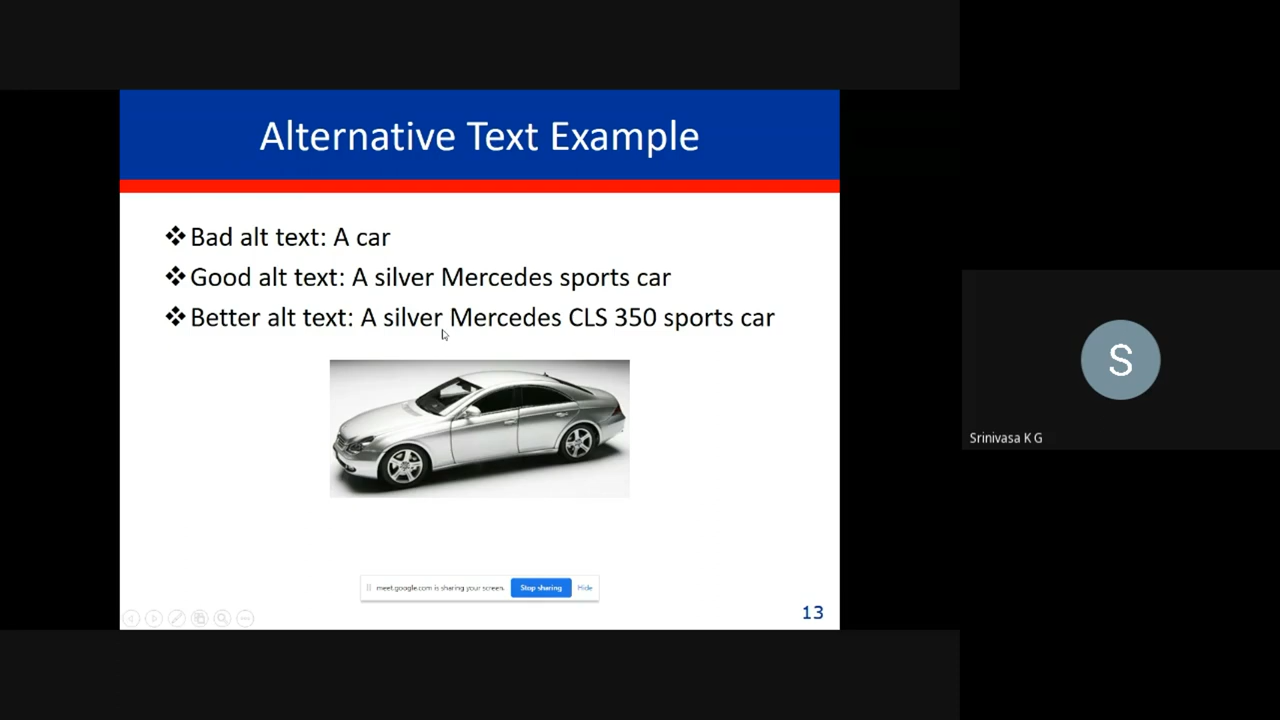 Alternative Text Example
❖Bad alt text: A car
❖Good alt text: A silver Mercedes sports car
❖Better alt text: A silver Mercedes CLS 350 sports car
meet.google.com is sharing your screen. Stop sharing Hide
13
S
Srinivasa K G